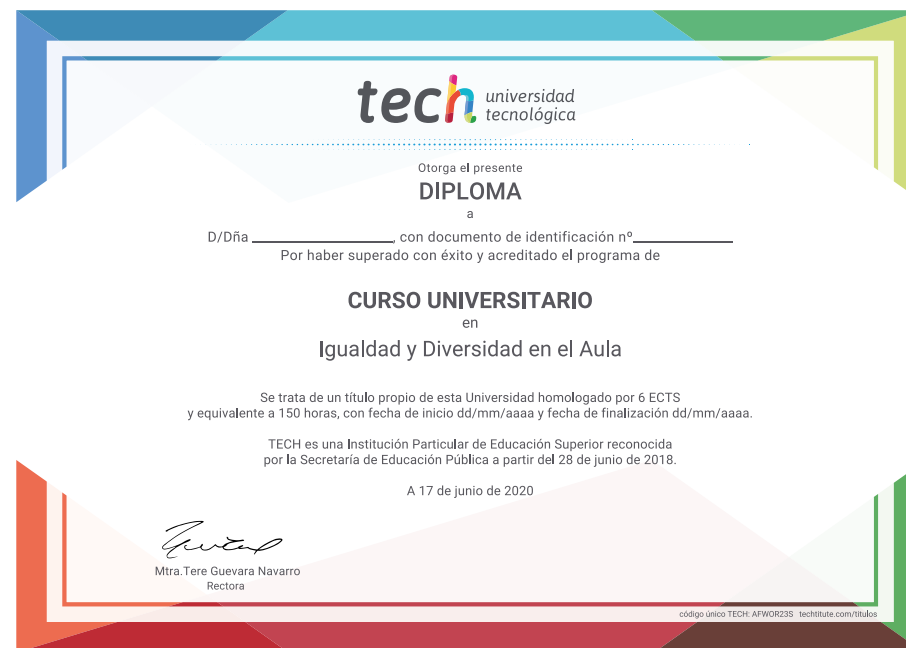 tech universidad
tecnológica
Otorga el presente
DIPLOMA
a
D/Dña ____________________, con documento de identificación nº______________
Por haber superado con éxito y acreditado el programa de
CURSO UNIVERSITARIO
en
Igualdad y Diversidad en el Aula
Se trata de un título propio de esta Universidad homologado por 6 ECTS
y equivalente a 150 horas, con fecha de inicio dd/mm/aaaa y fecha de finalización dd/mm/aaaa.
TECH es una Institución Particular de Educación Superior reconocida
por la Secretaría de Educación Pública a partir del 28 de junio de 2018.
A 17 de junio de 2020
Mtra.Tere Guevara Navarro
Rectora
código único TECH: AFWOR23S techtitute.com/titulos